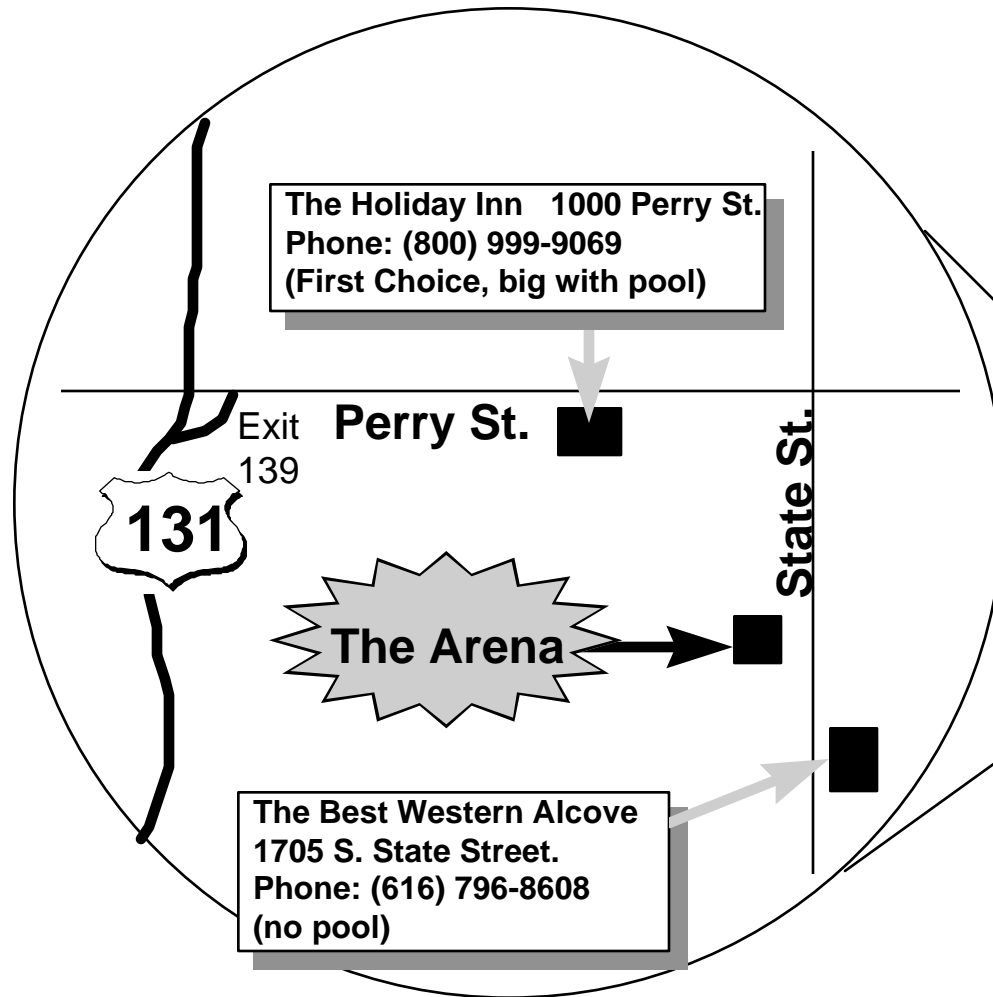 The Holiday Inn 1000 Perry St.
Phone: (800) 999-9069
(First Choice, big with pool)
Exit
139
Perry St.
State St.
131
The Arena
The Best Western Alcove
1705 S. State Street.
Phone: (616) 796-8608
(no pool)